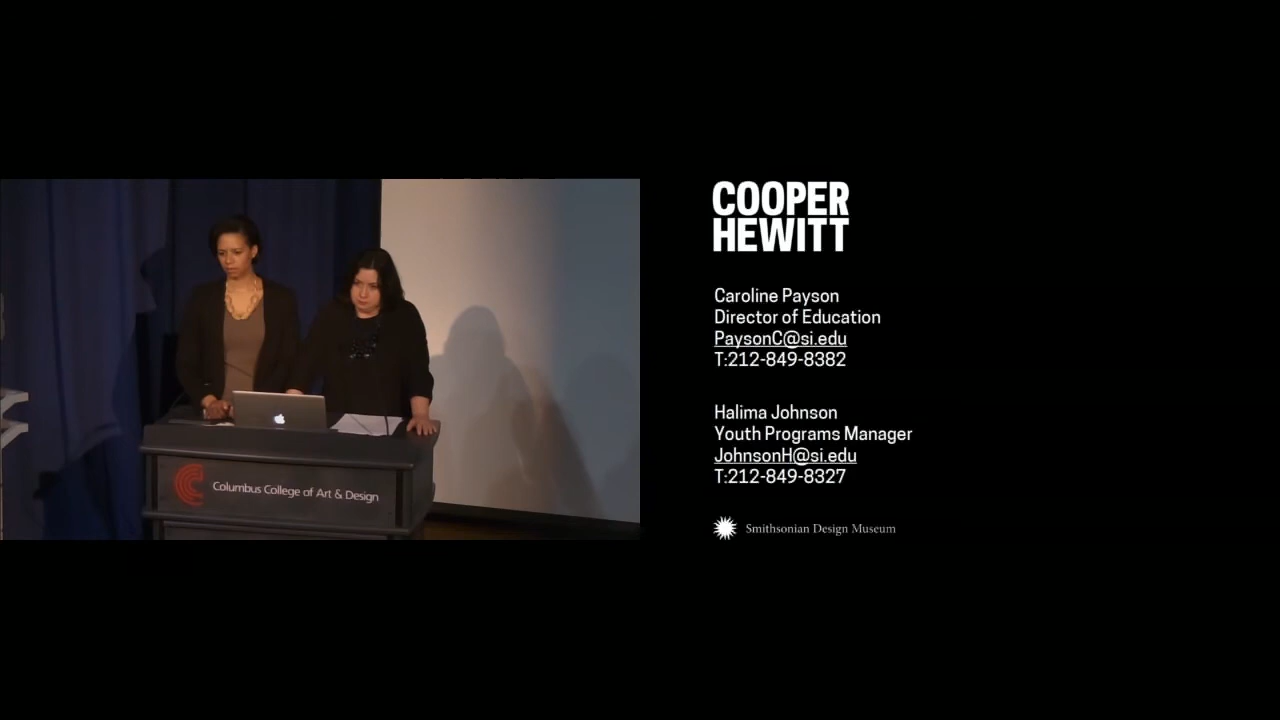 COOPER
HEWITT
Caroline Payson
Director of Education
PaysonC@si.edu
T:212-849-8382
Halima Johnson
Youth Programs Manager
JohnsonH@si.edu
T:212-849-8327
Smithsonian Design Museum
Columbus College of Art & Design